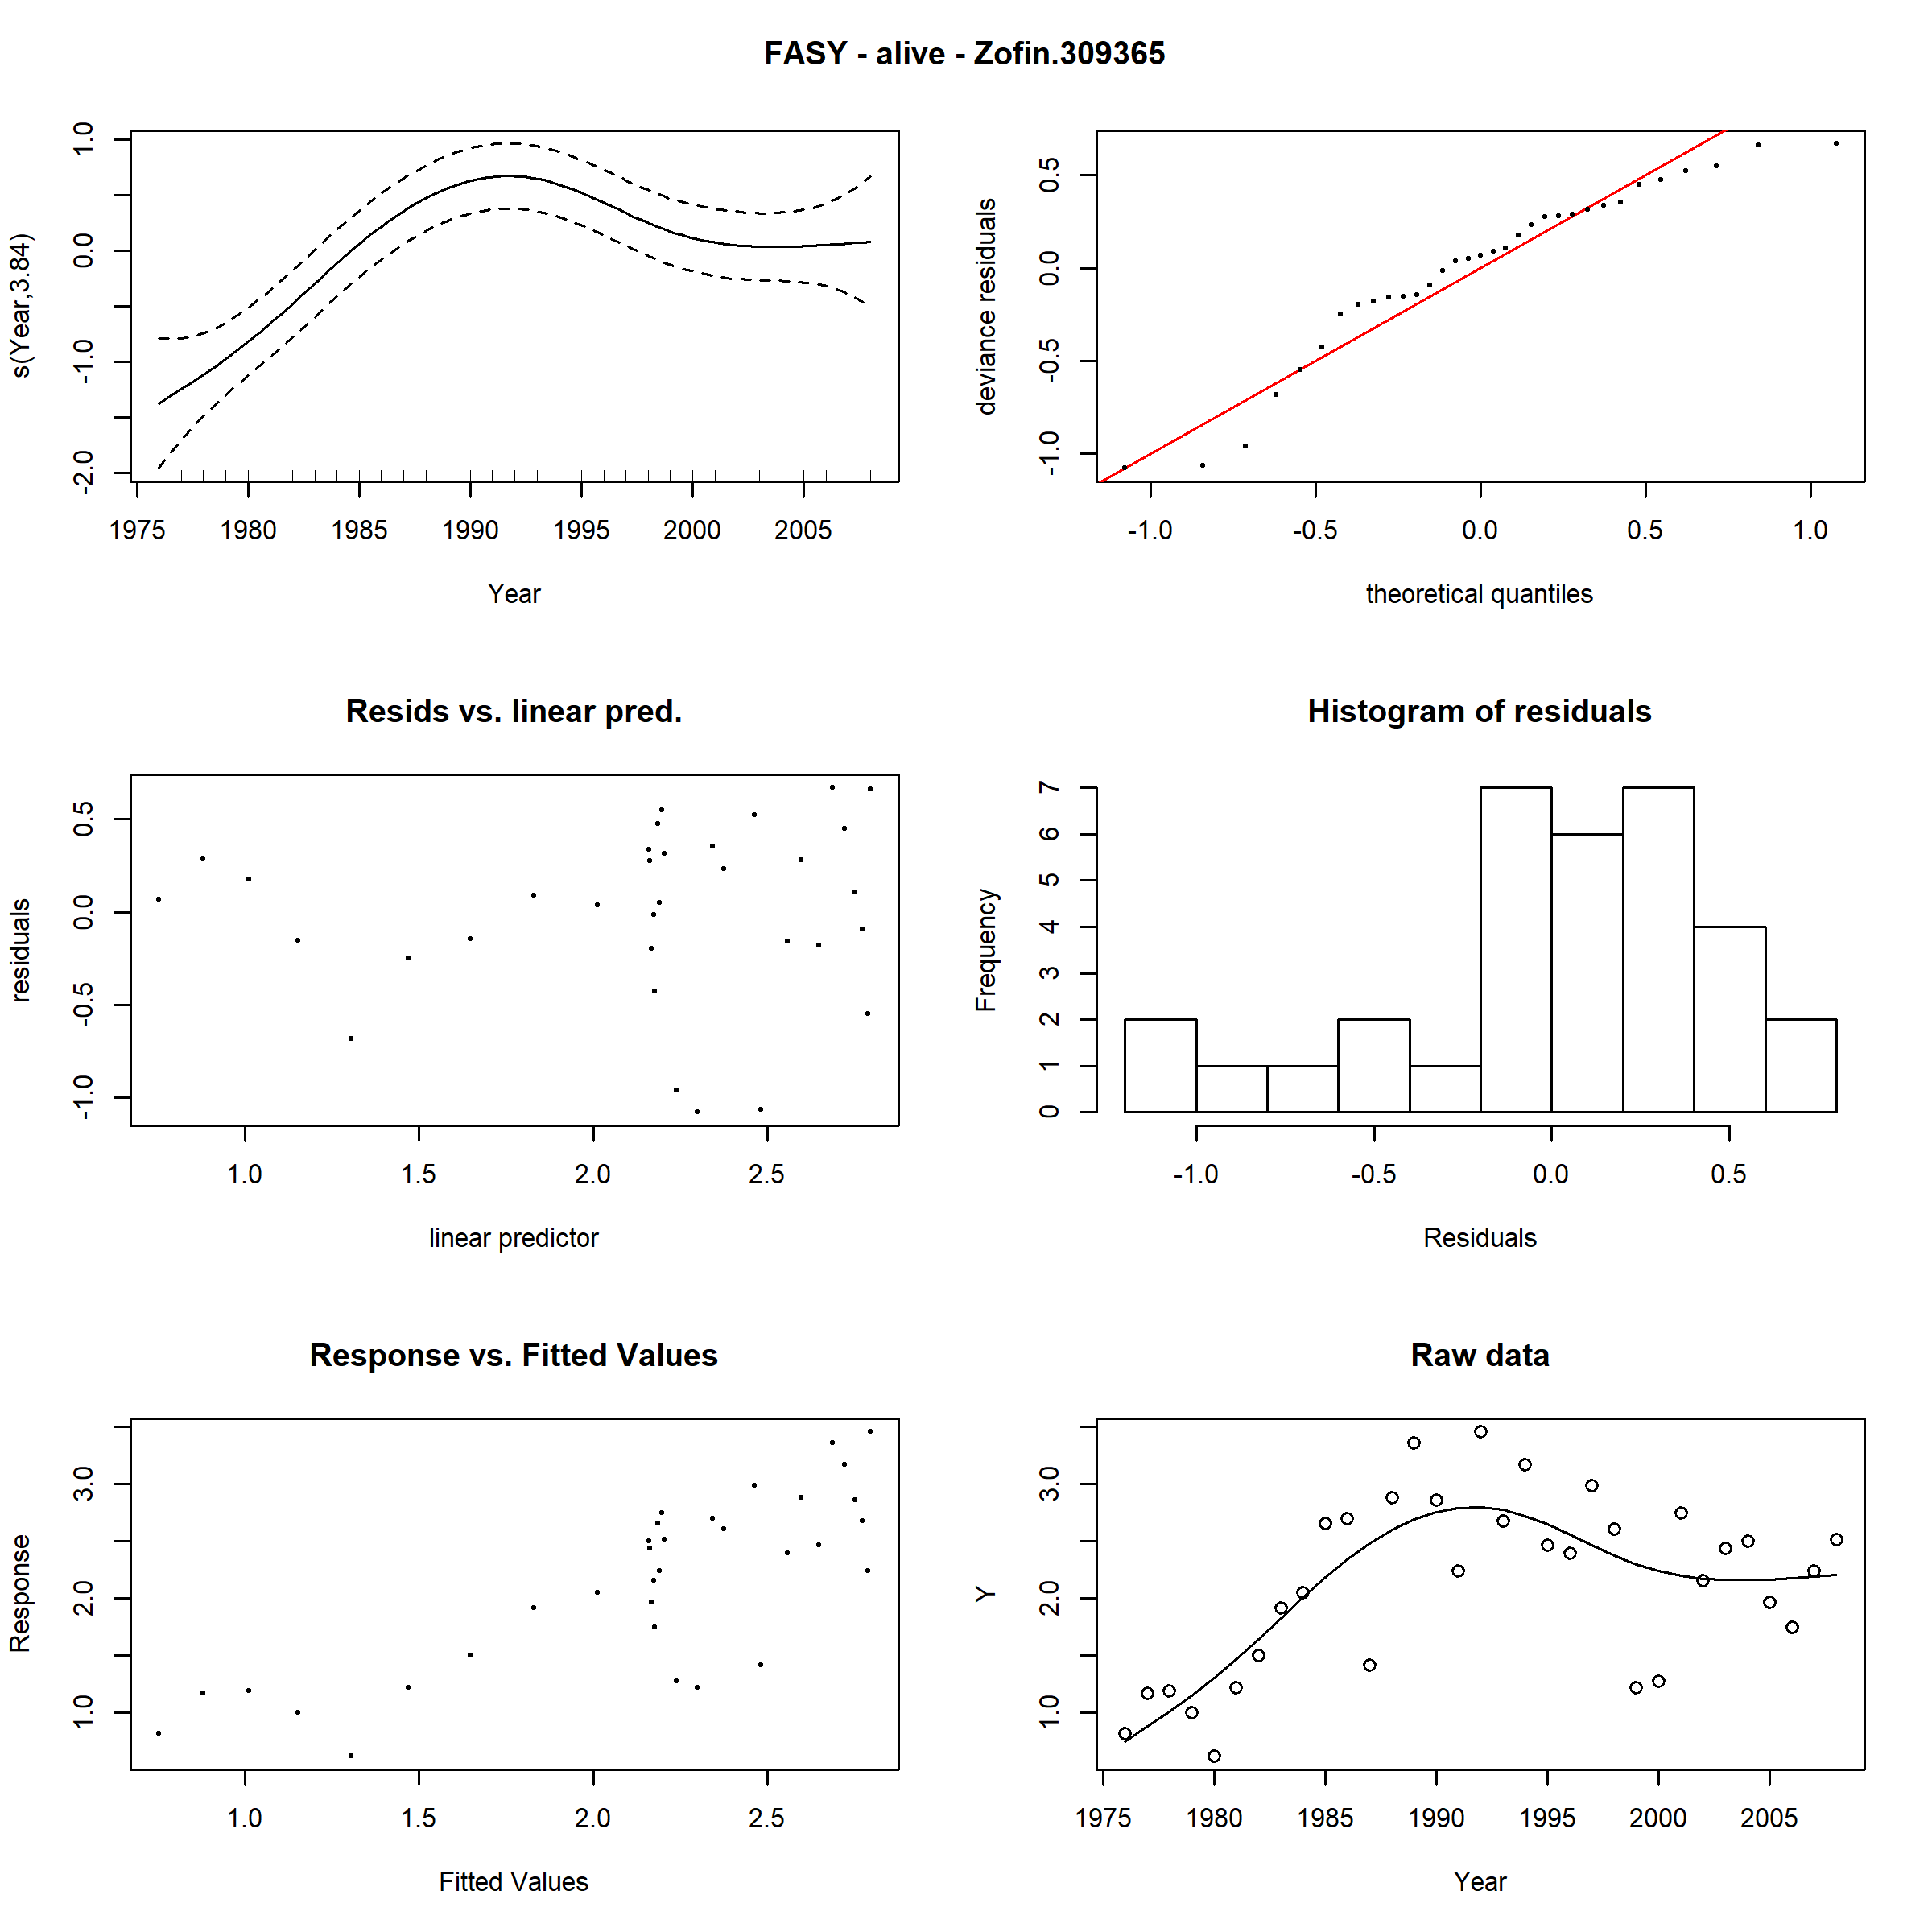 FASY - alive - Zofin.309365
s(Year,3.84)
1.0
0.0
-1.0
-2.0
1975 1980 1985 1990 1995 2000 2005
Year
deviance residuals
0.5
0.0
-0.5
-1.0
-1.0 -0.5 0.0 0.5 1.0
theoretical quantiles
Resids vs. linear pred.
residuals
0.5
0.0
-0.5
-1.0
1.0 1.5 2.0 2.5
linear predictor
Histogram of residuals
Frequency
7
6
5
4
3
2
1
0
-1.0 -0.5 0.0 0.5
Residuals
Response vs. Fitted Values
Response
3.0
2.0
1.0
1.0 1.5 2.0 2.5
Fitted Values
Raw data
Y
3.0
2.0
1.0
1975 1980 1985 1990 1995 2000 2005
Year